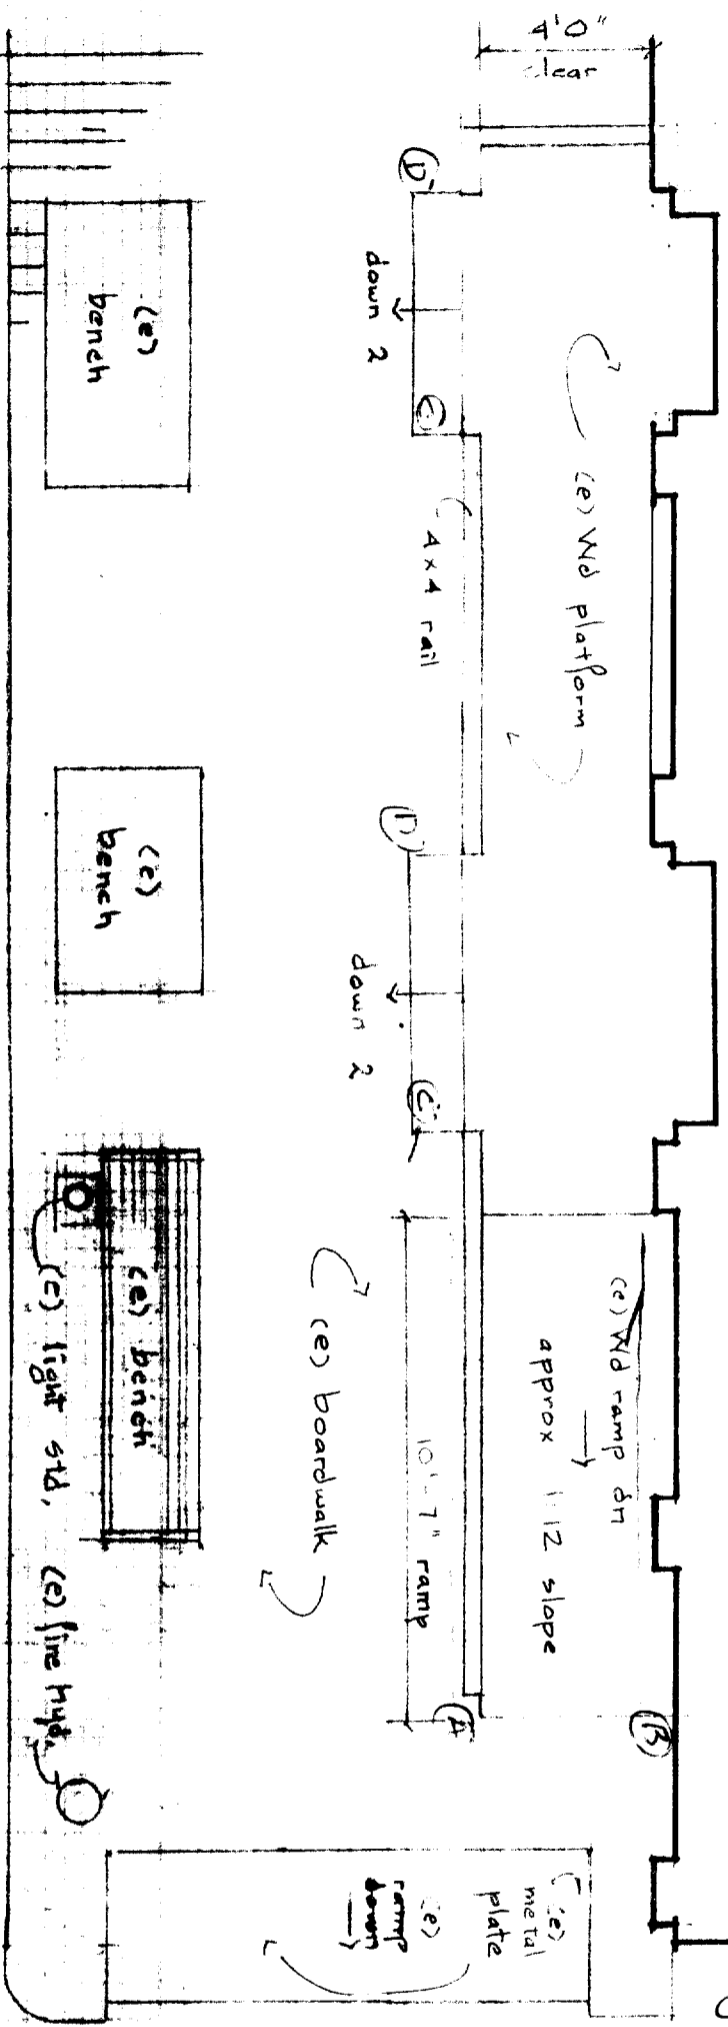 4'0"
clear
(D)
down 2
(C)
(e)
bench
4x4 rail
(e) Wd platform
(D)
down 2
(C)
(e)
bench
(e) Wd ramp dn
approx 1:12 slope
10'-7" ramp
(A)
(B)
(e) boardwalk
(e) bench
(e) light std.
(e) fire hyd.
(e)
metal
plate
(e)
ramp
down